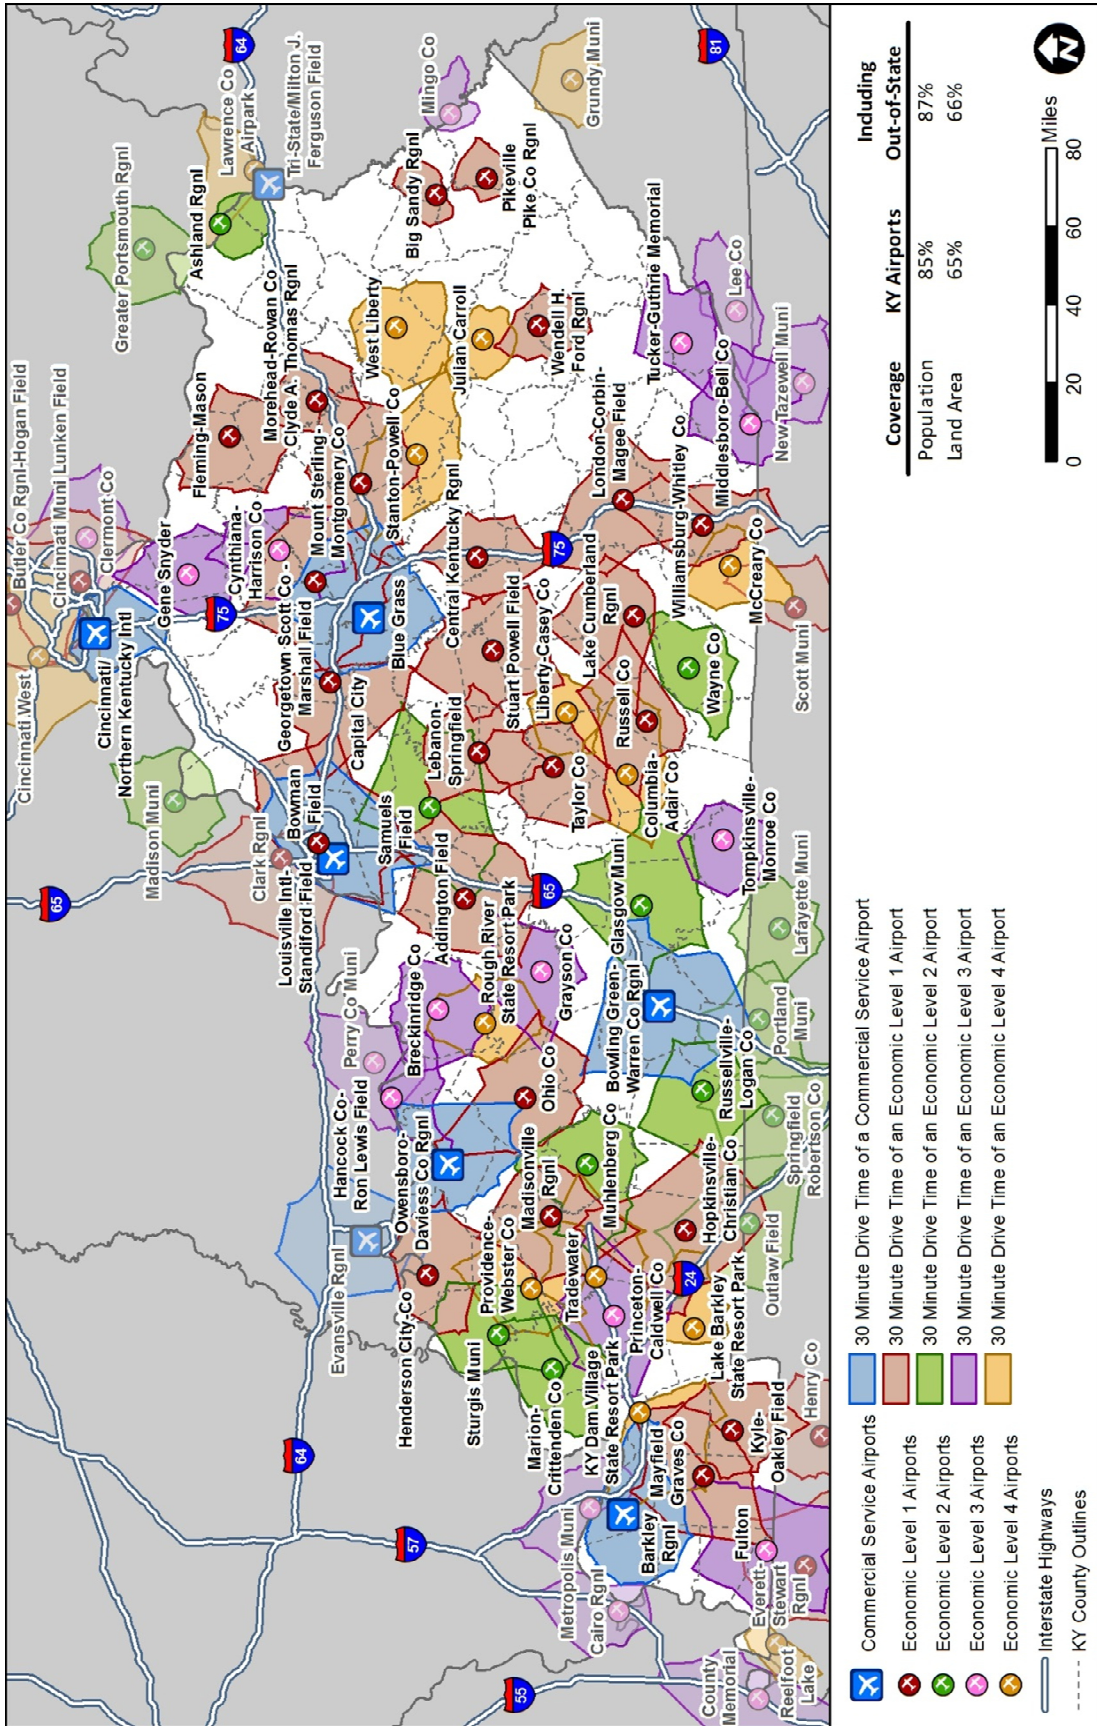 Cincinnati West
Butler Co Rgnl-Hogan Field
Cincinnati Muni Lunken Field
Clermont Co
Cincinnati/
Northern Kentucky Intl
Gene Snyder
Cynthiana-
Harrison Co
Madison Muni
Greater Portsmouth Rgnl
Ashland Rgnl
Lawrence Co
Airpark
Tri-State/Milton J.
Ferguson Field
64
65
75
Fleming-Mason
Morehead-Rowan Co
Clyde A. Thomas Rgnl
Mount Sterling-
Montgomery Co
Georgetown Scott Co -
Marshall Field
Capital City
Blue Grass
Stanton-Powell Co
West Liberty
Julian Carroll
Wendell H.
Ford Rgnl
Big Sandy Rgnl
Pikeville
Pike Co Rgnl
Mingo Co
Grundy Muni
81
Clark Rgnl
Bowman
Field
Louisville Intl-
Standiford Field
Samuels
Field
Lebanon-
Springfield
Central Kentucky Rgnl
75
Stuart Powell Field
Liberty-Casey Co
Lake Cumberland
Rgnl
London-Corbin-
Magee Field
Tucker-Guthrie Memorial
Lee Co
Middlesboro-Bell Co
New Tazewell Muni
Williamsburg-Whitley Co
McCreary Co
Scott Muni
Wayne Co
Russell Co
Taylor Co
Columbia-
Adair Co
Tompkinsville-
Monroe Co
Addington Field
Rough River
State Resort Park
65
Grayson Co
Glasgow Muni
Bowling Green-
Warren Co Rgnl
Lafayette Muni
Portland
Muni
Perry Co Muni
Breckinridge Co
Hancock Co-
Ron Lewis Field
Owensboro-
Daviess Co Rgnl
Ohio Co
Muhlenberg Co
Russellville-
Logan Co
Springfield
Robertson Co
Evansville Rgnl
64
Henderson City-Co
Providence-
Webster Co
Madisonville
Rgnl
Hopkinsville-
Christian Co
Outlaw Field
Sturgis Muni
Marion-
Crittenden Co
Tradewater
Princeton-
Caldwell Co
24
Lake Barkley
State Resort Park
KY Dam Village
State Resort Park
Mayfield
Graves Co
Kyle-
Oakley Field
Henry Co
57
Metropolis Muni
Cairo Rgnl
Barkley
Rgnl
Fulton
Everett-
Stewart
Rgnl
55
County
Memorial
Reelfoot
Lake
Commercial Service Airports
Economic Level 1 Airports
Economic Level 2 Airports
Economic Level 3 Airports
Economic Level 4 Airports
Interstate Highways
KY County Outlines
30 Minute Drive Time of a Commercial Service Airport
30 Minute Drive Time of an Economic Level 1 Airport
30 Minute Drive Time of an Economic Level 2 Airport
30 Minute Drive Time of an Economic Level 3 Airport
30 Minute Drive Time of an Economic Level 4 Airport
Coverage KY Airports Including Out-of-State
Population 85% 87%
Land Area 65% 66%
0 20 40 60 80
Miles
N